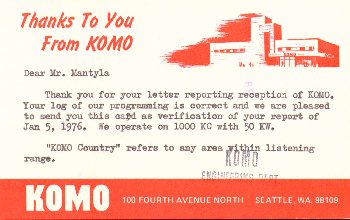 Thanks To You
From KOMO
KOMO
Dear Mr. Mantyla
Thank you for your letter reporting reception of KOMO.
Your log of our programming is correct and we are pleased
to send you this card as verification of your report of
Jan 5, 1976. We operate on 1000 KC with 50 KW.
"KOMO Country" refers to any area within listening
range.
KOMO
ENGINEERING DEPT
KOMO 100 FOURTH AVENUE NORTH SEATTLE, WA. 98109